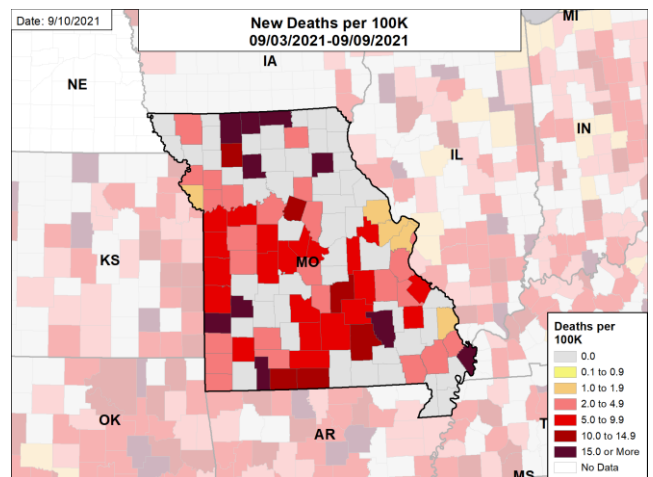 Date: 9/10/2021
New Deaths per 100K
09/03/2021-09/09/2021
MI
IA
NE
IN
IL
KS
MO
OK
AR
T
MS
Deaths per
100K
0.0
0.1 to 0.9
1.0 to 1.9
2.0 to 4.9
5.0 to 9.9
10.0 to 14.9
15.0 or More
No Data